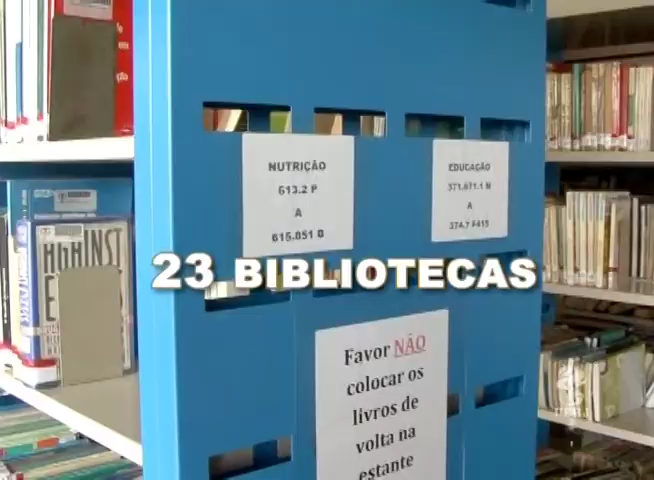 NUTRIÇÃO
613.2 P
A
615.851 B
EDUCAÇÃO
371.671.1 N
A
374.7 F415
23 BIBLIOTECAS
Favor NÃO
colocar os
livros de
volta na
estante
AGAINST